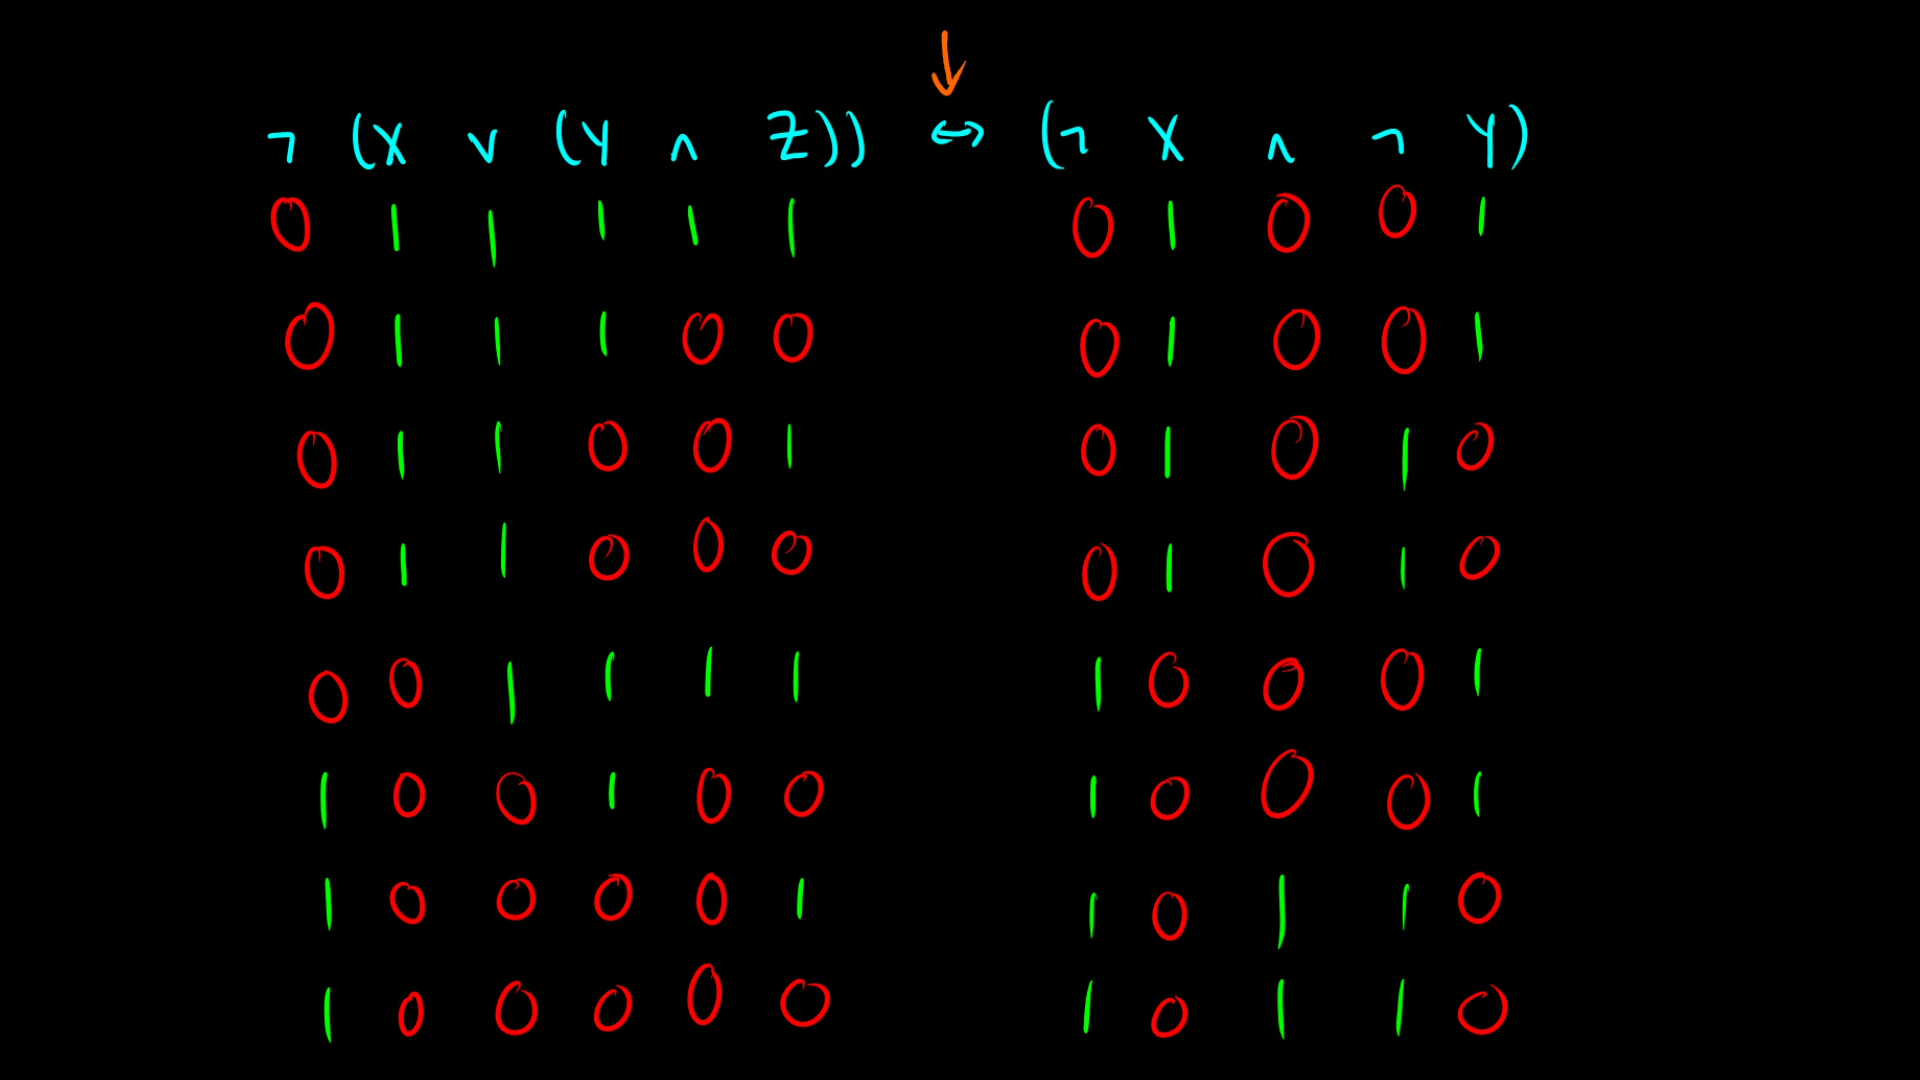 ¬ (X ∨ (Y ∧ Z)) ↔ (¬ X ∧ ¬ Y)
0 1 1 1 1 1 0 1 0 0 1
0 1 1 1 0 0 0 1 0 0 1
0 1 1 0 0 1 0 1 0 1 0
0 1 1 0 0 0 0 1 0 1 0
0 0 1 1 1 1 1 0 0 0 1
1 0 0 1 0 0 1 0 0 0 1
1 0 0 0 0 1 1 0 1 1 0
1 0 0 0 0 0 1 0 1 1 0